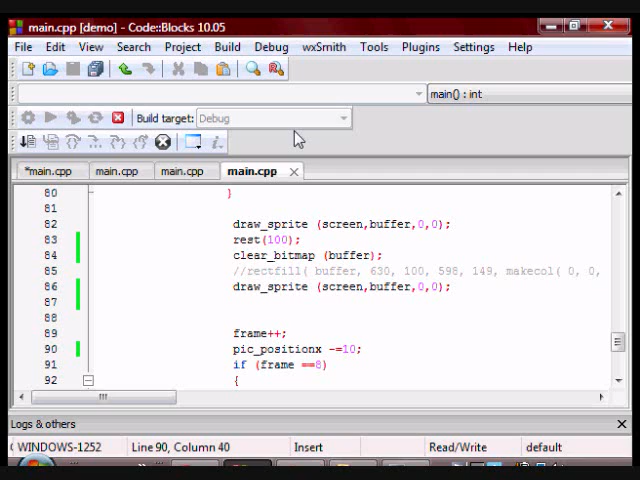 main.cpp [demo] - Code::Blocks 10.05
File Edit View Search Project Build Debug wxSmith Tools Plugins Settings Help
main() : int
Build target: Debug
*main.cpp main.cpp main.cpp main.cpp
80 }
81
82 draw_sprite (screen,buffer,0,0);
83 rest(100);
84 clear_bitmap (buffer);
85 //rectfill( buffer, 630, 100, 598, 149, makecol( 0, 0,
86 draw_sprite (screen,buffer,0,0);
87
88
89 frame++;
90 pic_positionx -=10;
91 if (frame ==8)
92 {
Logs & others
WINDOWS-1252 Line 90, Column 40 Insert Read/Write default